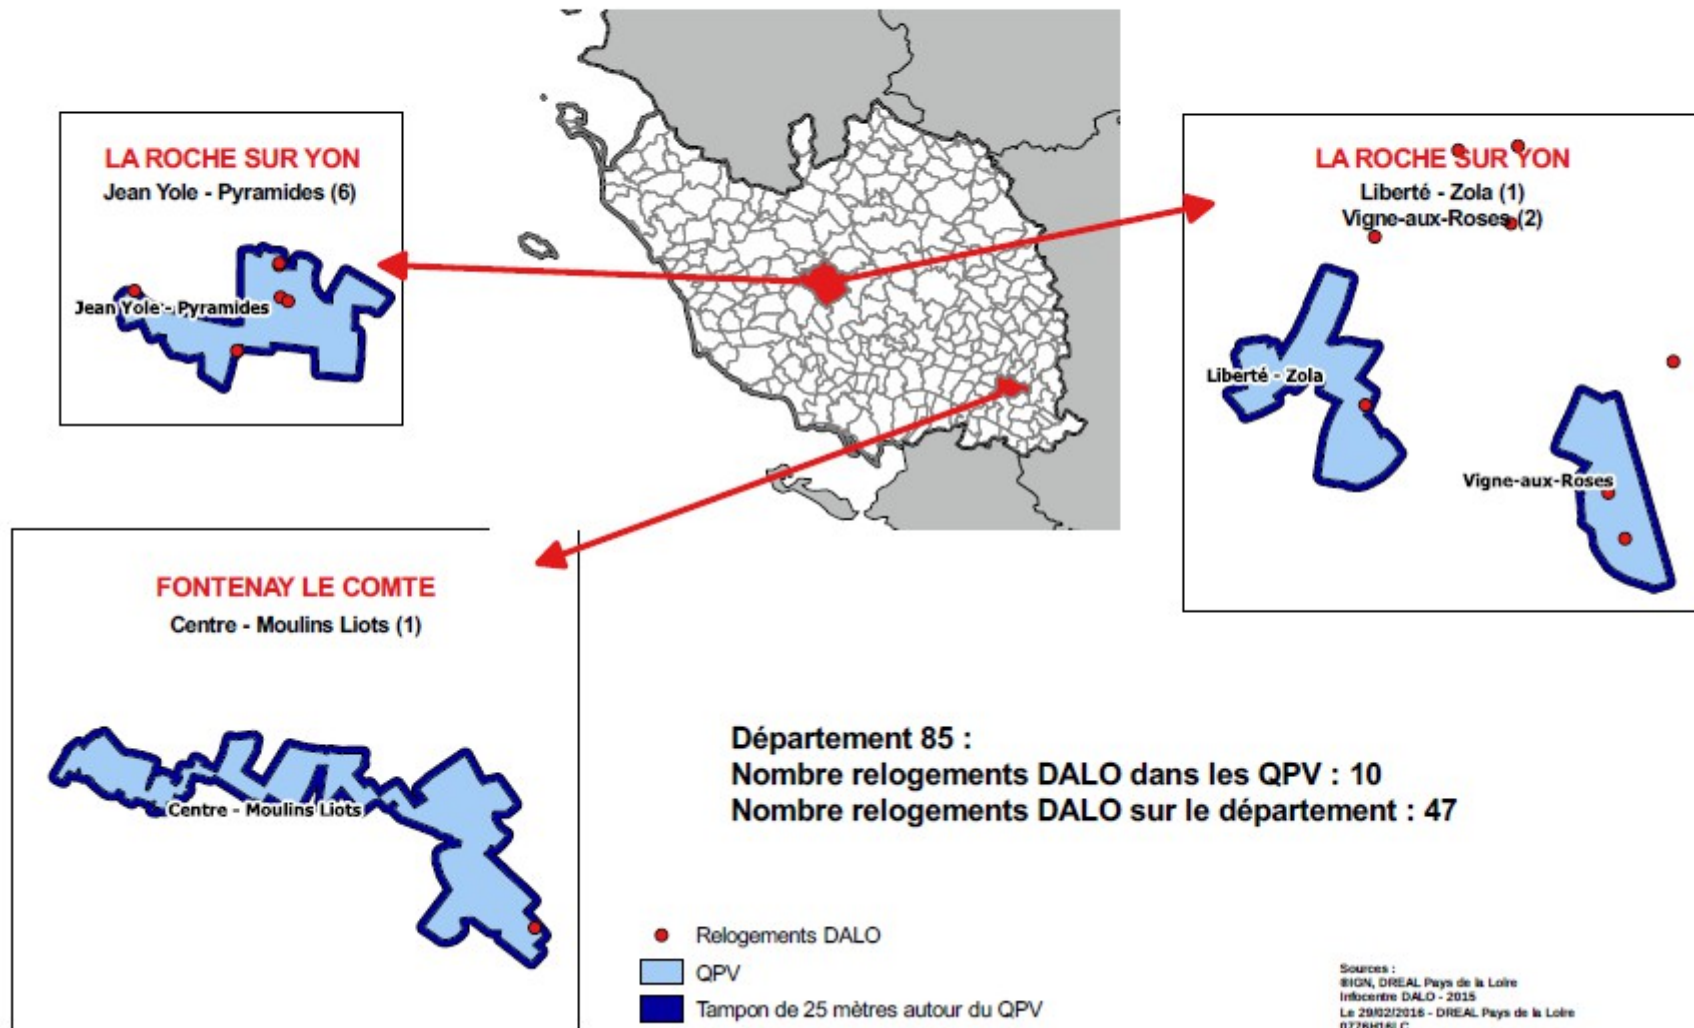 LA ROCHE SUR YON
Jean Yole - Pyramides (6)
Jean Yole - Pyramides
LA ROCHE SUR YON
Liberté - Zola (1)
Vigne-aux-Roses (2)
Liberté - Zola
Vigne-aux-Roses
FONTENAY LE COMTE
Centre - Moulins Liots (1)
Centre - Moulins Liots
Département 85 :
Nombre relogements DALO dans les QPV : 10
Nombre relogements DALO sur le département : 47
Relogements DALO
QPV
Tampon de 25 mètres autour du QPV
Sources :
®IGN, DREAL Pays de la Loire
Infocentre DALO - 2015
Le 29/02/2016 - DREAL Pays de la Loire